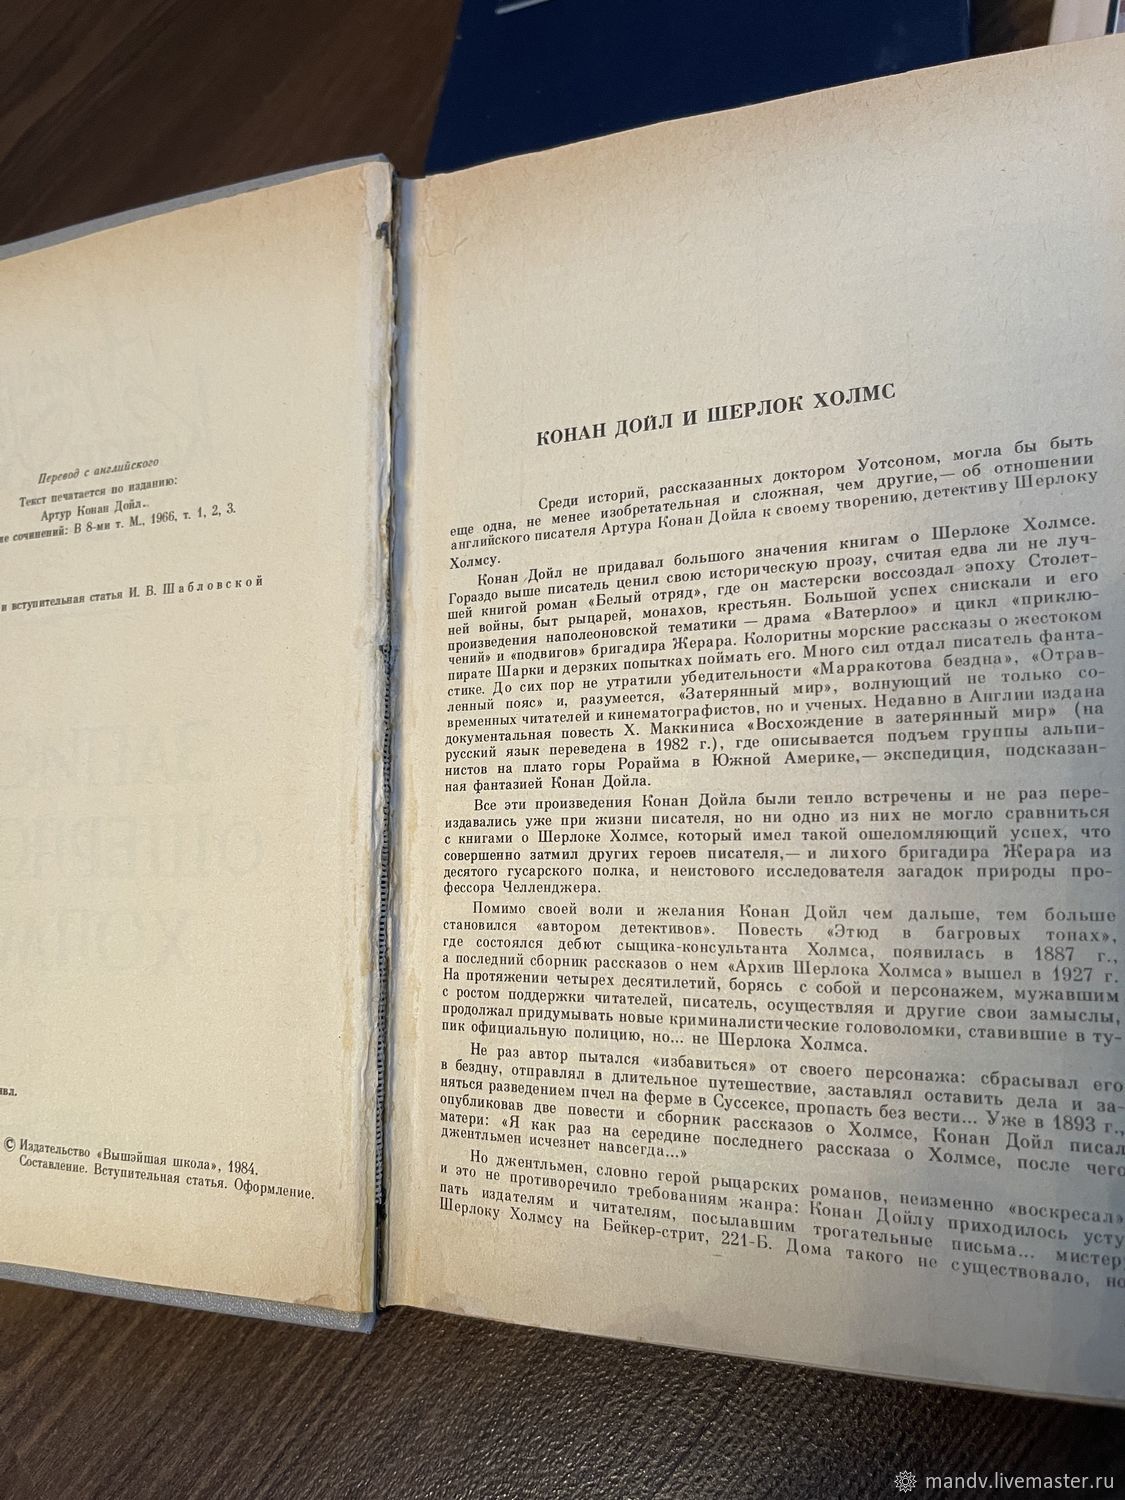 Перевод с английского
Текст печатается по изданию:
Артур Конан Дойл.
сочинений: В 8-ми т. М., 1966, т. 1, 2, 3.
и вступительная статья И. В. Шабловской
© Издательство «Вышэйшая школа», 1984.
Составление. Вступительная статья. Оформление.
КОНАН ДОЙЛ И ШЕРЛОК ХОЛМС
Среди историй, рассказанных доктором Уотсоном, могла бы быть
еще одна, не менее изобретательная и сложная, чем другие,— об отношении
английского писателя Артура Конан Дойла к своему творению, детективу Шерлоку
Холмсу.
Конан Дойл не придавал большого значения книгам о Шерлоке Холмсе.
Гораздо выше писатель ценил свою историческую прозу, считая едва ли не луч-
шей книгой роман «Белый отряд», где он мастерски воссоздал эпоху Столет-
ней войны, быт рыцарей, монахов, крестьян. Большой успех снискали и его
произведения наполеоновской тематики — драма «Ватерлоо» и цикл «приклю-
чений» и «подвигов» бригадира Жерара. Колоритны морские рассказы о жестоком
пирате Шарки и дерзких попытках поймать его. Много сил отдал писатель фанта-
стике. До сих пор не утратили убедительности «Марракотова бездна», «Отрав-
ленный пояс» и, разумеется, «Затерянный мир», волнующий не только со-
временных читателей и кинематографистов, но и ученых. Недавно в Англии издана
документальная повесть Х. Маккиниса «Восхождение в затерянный мир» (на
русский язык переведена в 1982 г.), где описывается подъем группы альпи-
нистов на плато горы Рорайма в Южной Америке,— экспедиция, подсказан-
ная фантазией Конан Дойла.
Все эти произведения Конан Дойла были тепло встречены и не раз пере-
издавались уже при жизни писателя, но ни одно из них не могло сравниться
с книгами о Шерлоке Холмсе, который имел такой ошеломляющий успех, что
совершенно затмил других героев писателя,— и лихого бригадира Жерара из
десятого гусарского полка, и неистового исследователя загадок природы про-
фессора Челленджера.
Помимо своей воли и желания Конан Дойл чем дальше, тем больше
становился «автором детективов». Повесть «Этюд в багровых тонах»,
где состоялся дебют сыщика-консультанта Холмса, появилась в 1887 г.,
а последний сборник рассказов о нем «Архив Шерлока Холмса» вышел в 1927 г.
На протяжении четырех десятилетий, борясь с собой и персонажем, мужавшим
с ростом поддержки читателей, писатель, осуществляя и другие свои замыслы,
продолжал придумывать новые криминалистические головоломки, ставившие в ту-
пик официальную полицию, но... не Шерлока Холмса.
Не раз автор пытался «избавиться» от своего персонажа: сбрасывал его
в бездну, отправлял в длительное путешествие, заставлял оставить дела и за-
няться разведением пчел на ферме в Суссексе, пропасть без вести... Уже в 1893 г.,
опубликовав две повести и сборник рассказов о Холмсе, Конан Дойл писал
матери: «Я как раз на середине последнего рассказа о Холмсе, после чего
джентльмен исчезнет навсегда...»
Но джентльмен, словно герой рыцарских романов, неизменно «воскресал»
и это не противоречило требованиям жанра: Конан Дойлу приходилось усту
пать издателям и читателям, посылавшим трогательные письма... мистеру
Шерлоку Холмсу на Бейкер-стрит, 221-Б. Дома такого не существовало, но
mandv.livemaster.ru